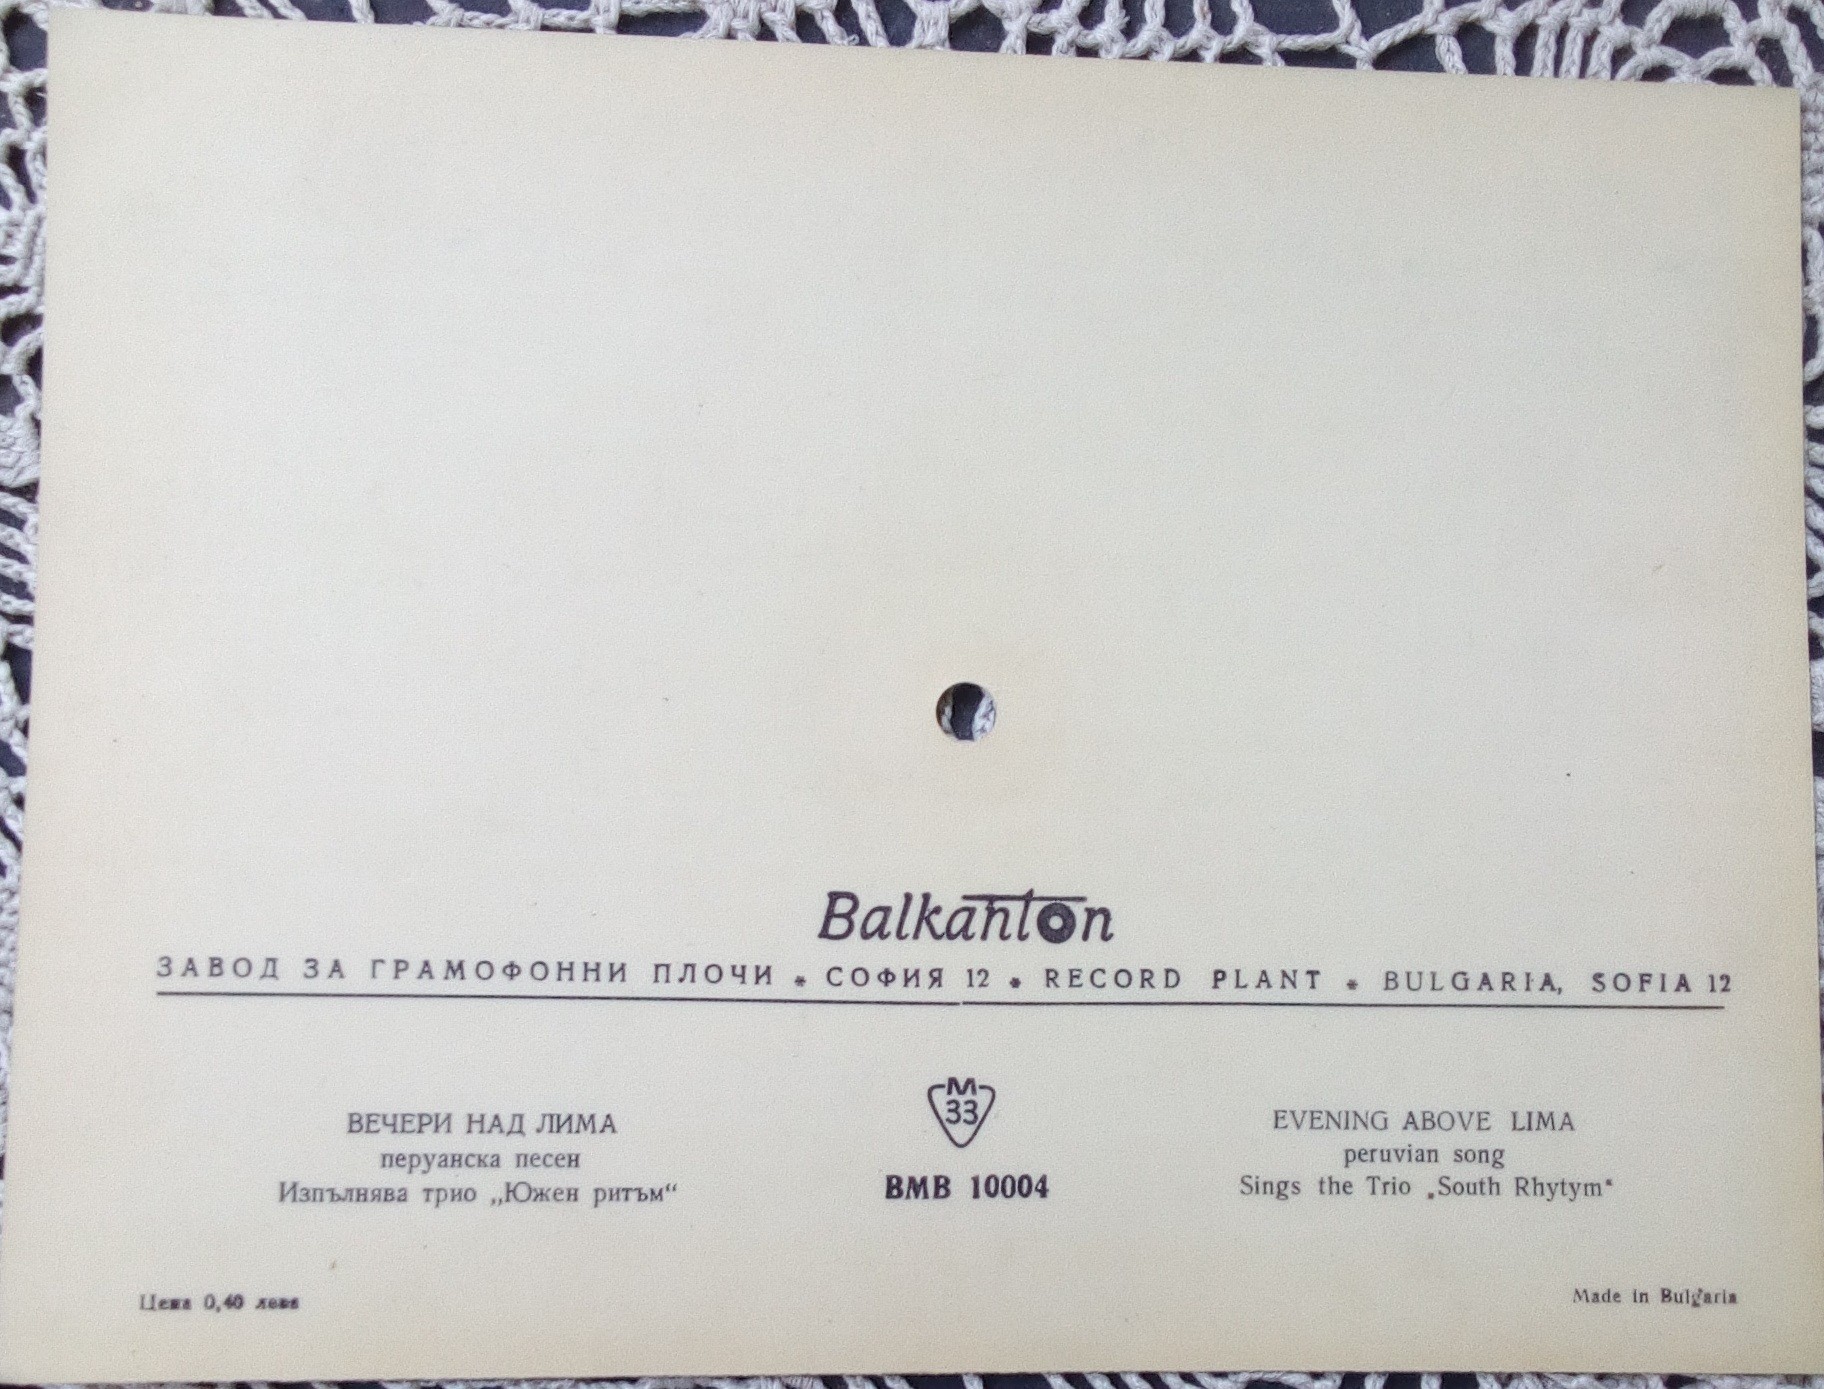 Balkanton
ЗАВОД ЗА ГРАМОФОННИ ПЛОЧИ * СОФИЯ 12 * RECORD PLANT * BULGARIA, SOFIA 12
ВЕЧЕРИ НАД ЛИМА
перуанска песен
Изпълнява трио „Южен ритъм“
М
33
ВМВ 10004
EVENING ABOVE LIMA
peruvian song
Sings the Trio „South Rhytym“
Цена 0,40 лева
Made in Bulgaria